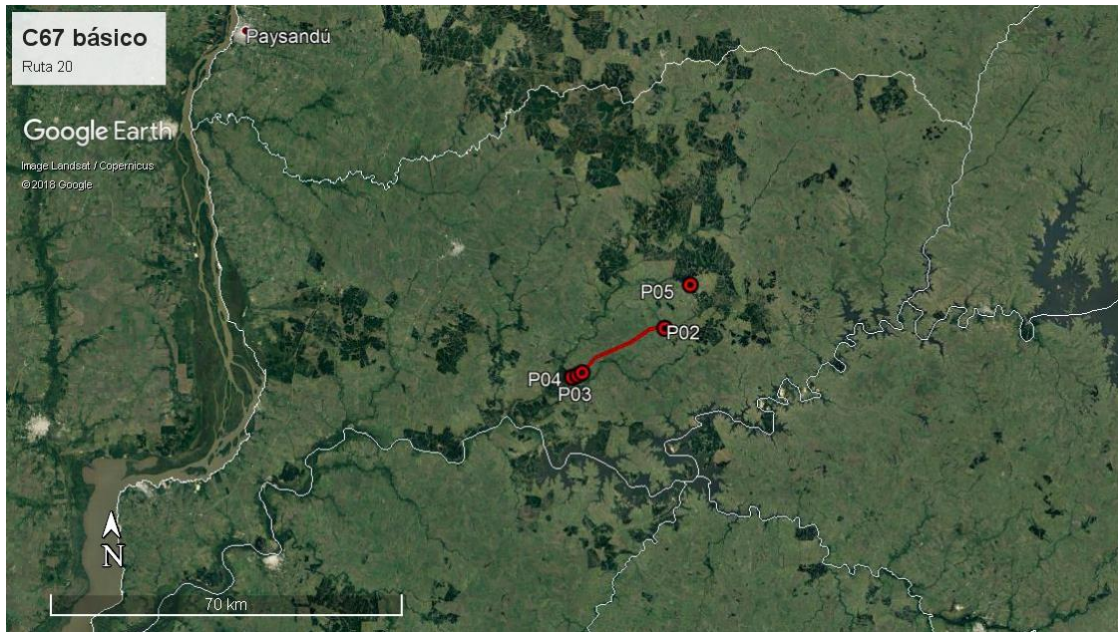 C67 básico
Ruta 20
Paysandú
Google Earth
Image Landsat / Copernicus
©2018 Google
P05
P02
P04
P03
N
70 km